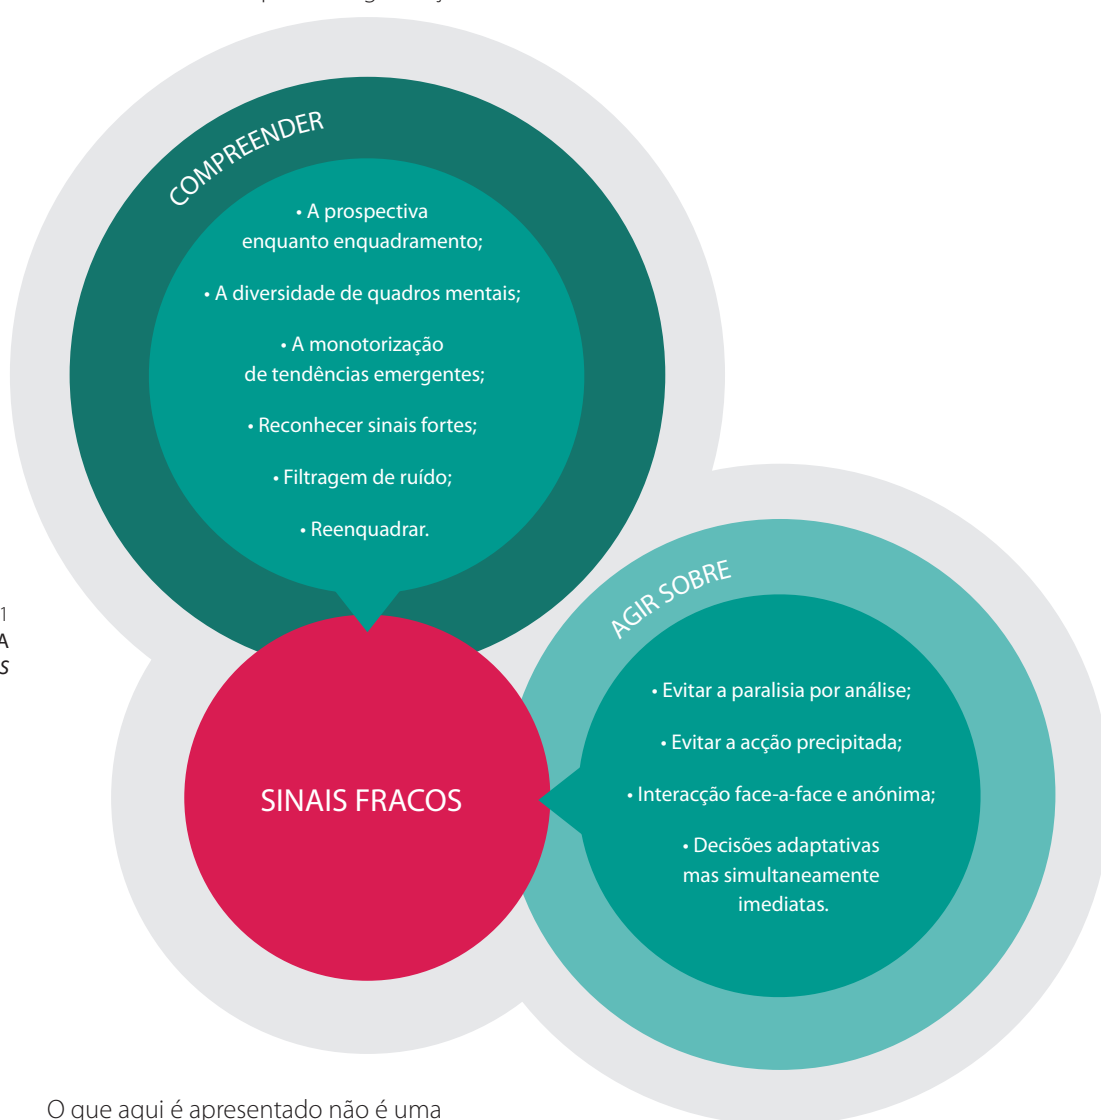 COMPREENDER
• A prospectiva
enquanto enquadramento;
• A diversidade de quadros mentais;
• A monotorização
de tendências emergentes;
• Reconhecer sinais fortes;
• Filtragem de ruído;
• Reenquadrar.
1
A
S
AGIR SOBRE
• Evitar a paralisia por análise;
• Evitar a acção precipitada;
• Interacção face-a-face e anónima;
• Decisões adaptativas
mas simultaneamente
imediatas.
SINAIS FRACOS
O que aqui é apresentado não é uma